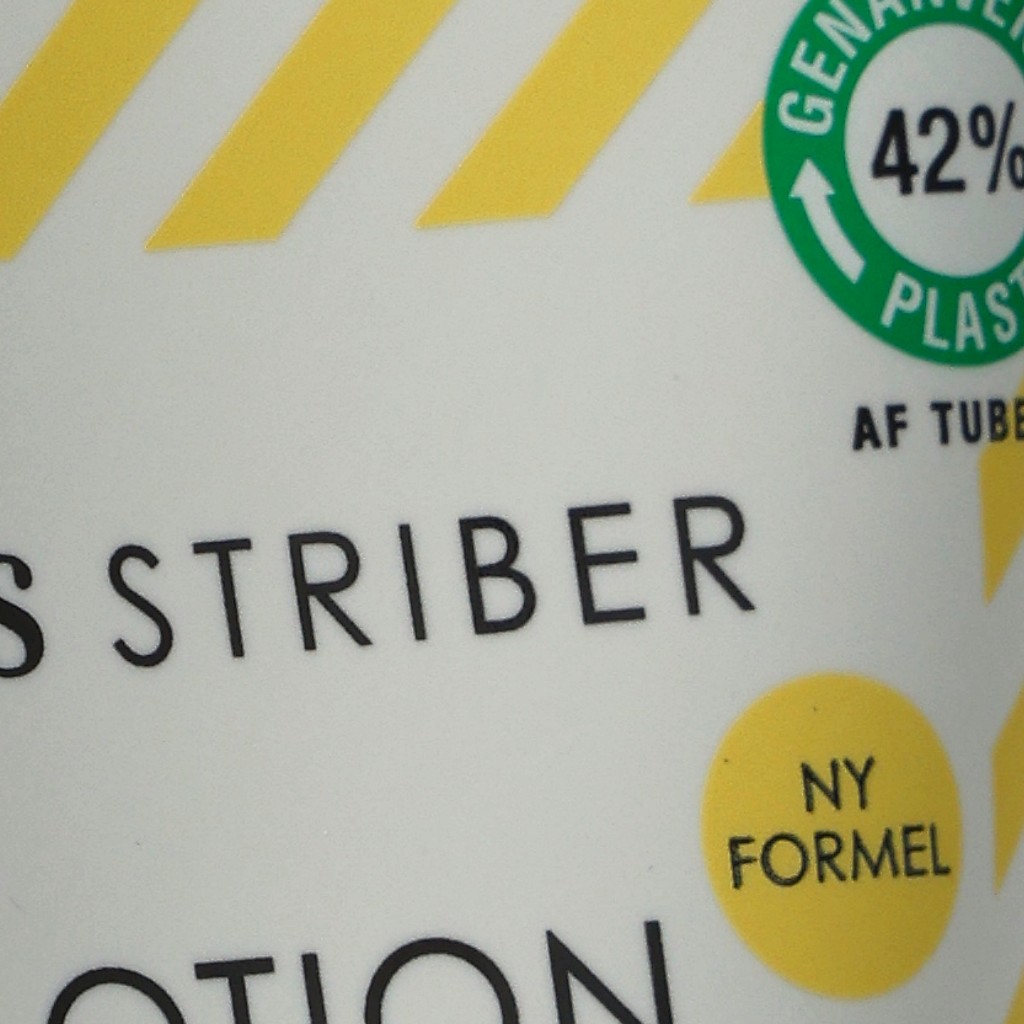 42%
PLAST
AF TUBE
S STRIBER
NY
FORMEL
OTION